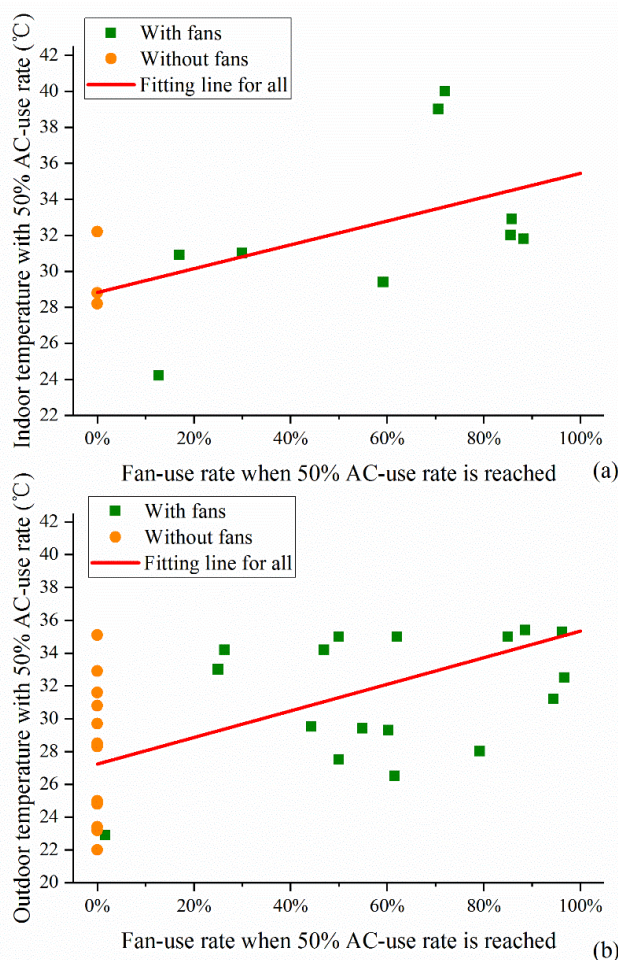 With fans
Without fans
Fitting line for all
42
40
38
36
34
32
30
28
26
24
22
Indoor temperature with 50% AC-use rate (℃)
0% 20% 40% 60% 80% 100%
Fan-use rate when 50% AC-use rate is reached (a)
With fans
Without fans
Fitting line for all
42
40
38
36
34
32
30
28
26
24
22
20
Outdoor temperature with 50% AC-use rate (℃)
0% 20% 40% 60% 80% 100%
Fan-use rate when 50% AC-use rate is reached (b)